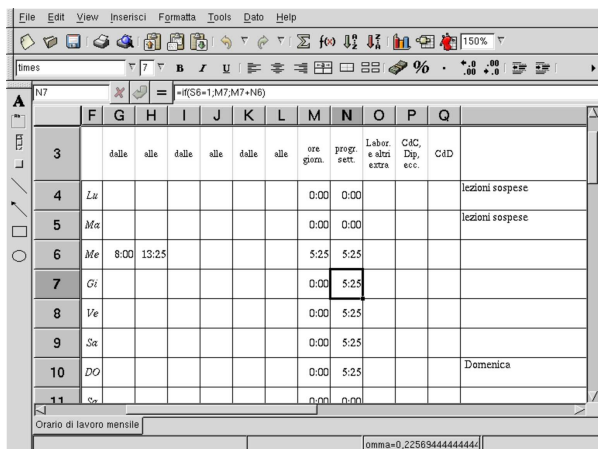 File Edit View Inserisci Formatta Tools Dato Help
150%
times 7 B I U % .0 .00 .00 .0
N7 =if(S6=1;M7;M7+N6)
A F G H I J K L M N O P Q
3 dalle alle dalle alle dalle alle ore giorn. progr. sett. Labor. e altri extra CdC, Dip, ecc. CdD
4 Lu 0:00 0:00 lezioni sospese
5 Ma 0:00 0:00 lezioni sospese
6 Me 8:00 13:25 5:25 5:25
7 Gi 0:00 5:25
8 Ve 0:00 5:25
9 Sa 0:00 5:25
10 DO 0:00 5:25 Domenica
11 Sa 0:00 0:00
Orario di lavoro mensile
omma=0,22569444444444